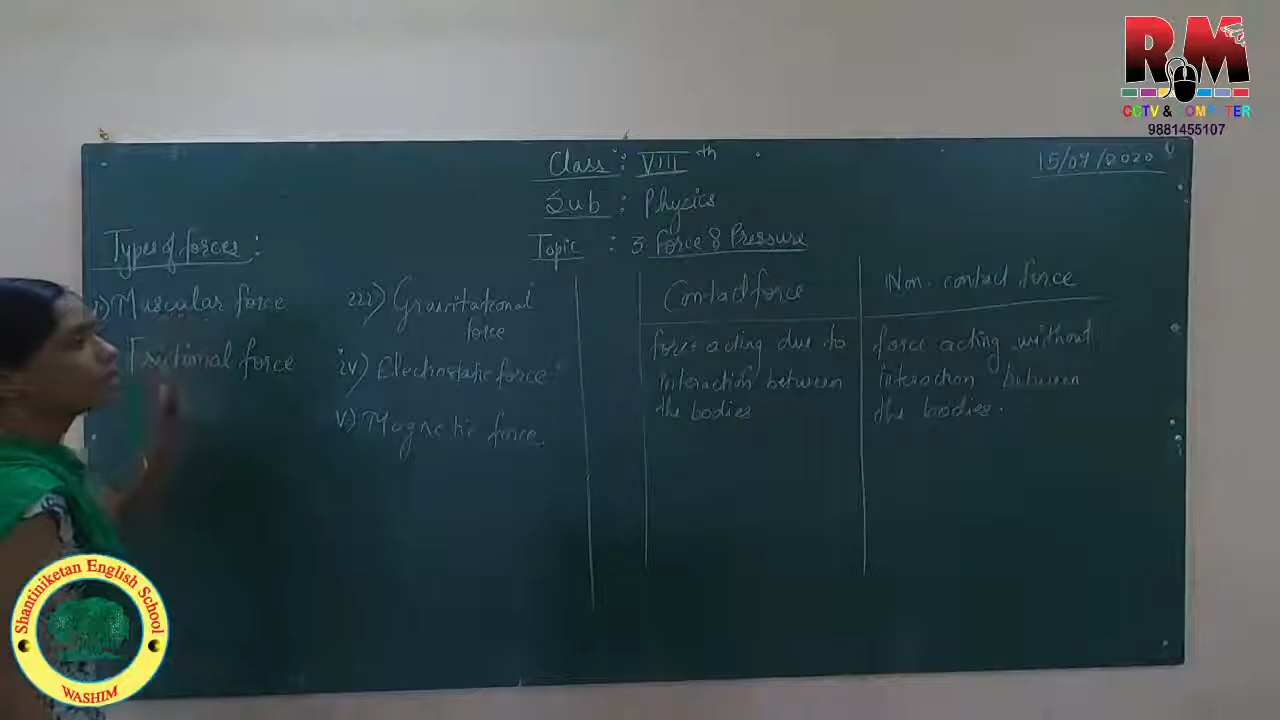 RM
CCTV & COMPUTER
9881455107
Class : VIII th
15/07/2020
Sub : Physics
Topic : 3. Force & Pressure
Types of forces :
i) Muscular force
Frictional force
iii) Gravitational
force
iv) Electrostatic force
v) Magnetic force.
Contact force
force acting due to
interaction between
the bodies
Non-contact force
force acting without
interaction between
the bodies.
Shantiniketan English School
WASHIM